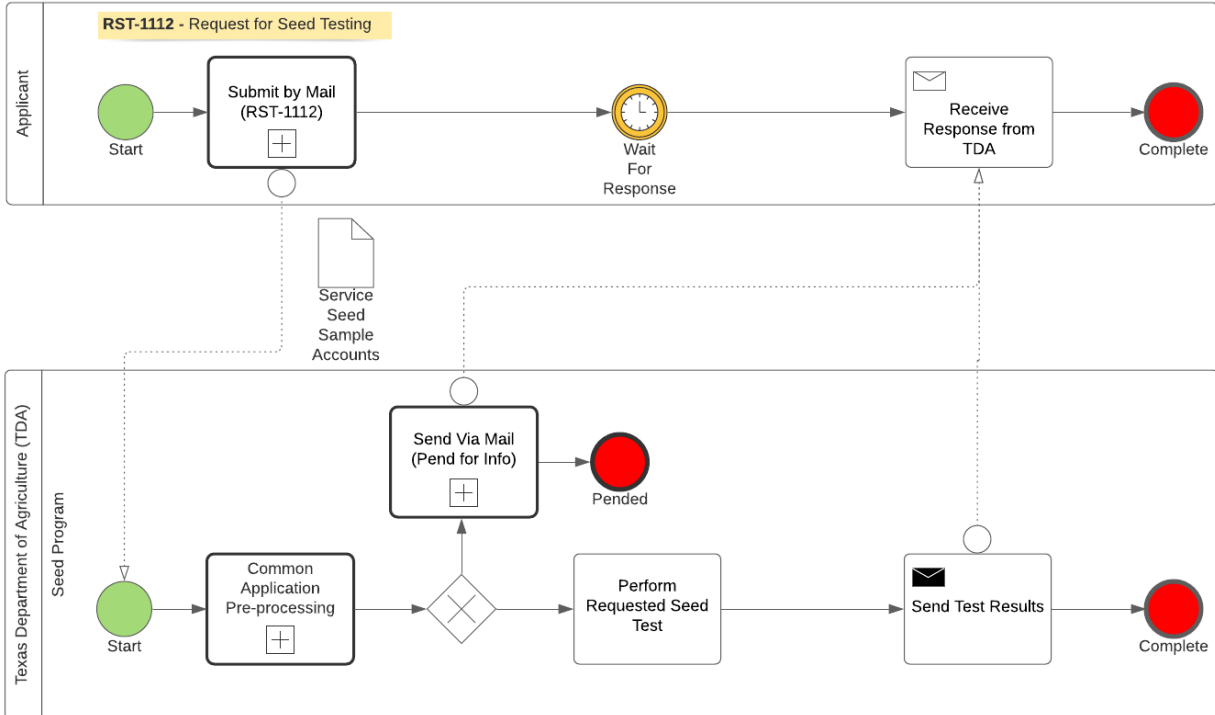 RST-1112 - Request for Seed Testing
Applicant
Start
Submit by Mail
(RST-1112)
Wait
For
Response
Receive
Response from
TDA
Complete
Service
Seed
Sample
Accounts
Texas Department of Agriculture (TDA)
Seed Program
Send Via Mail
(Pend for Info)
Pended
Start
Common
Application
Pre-processing
Perform
Requested Seed
Test
Send Test Results
Complete